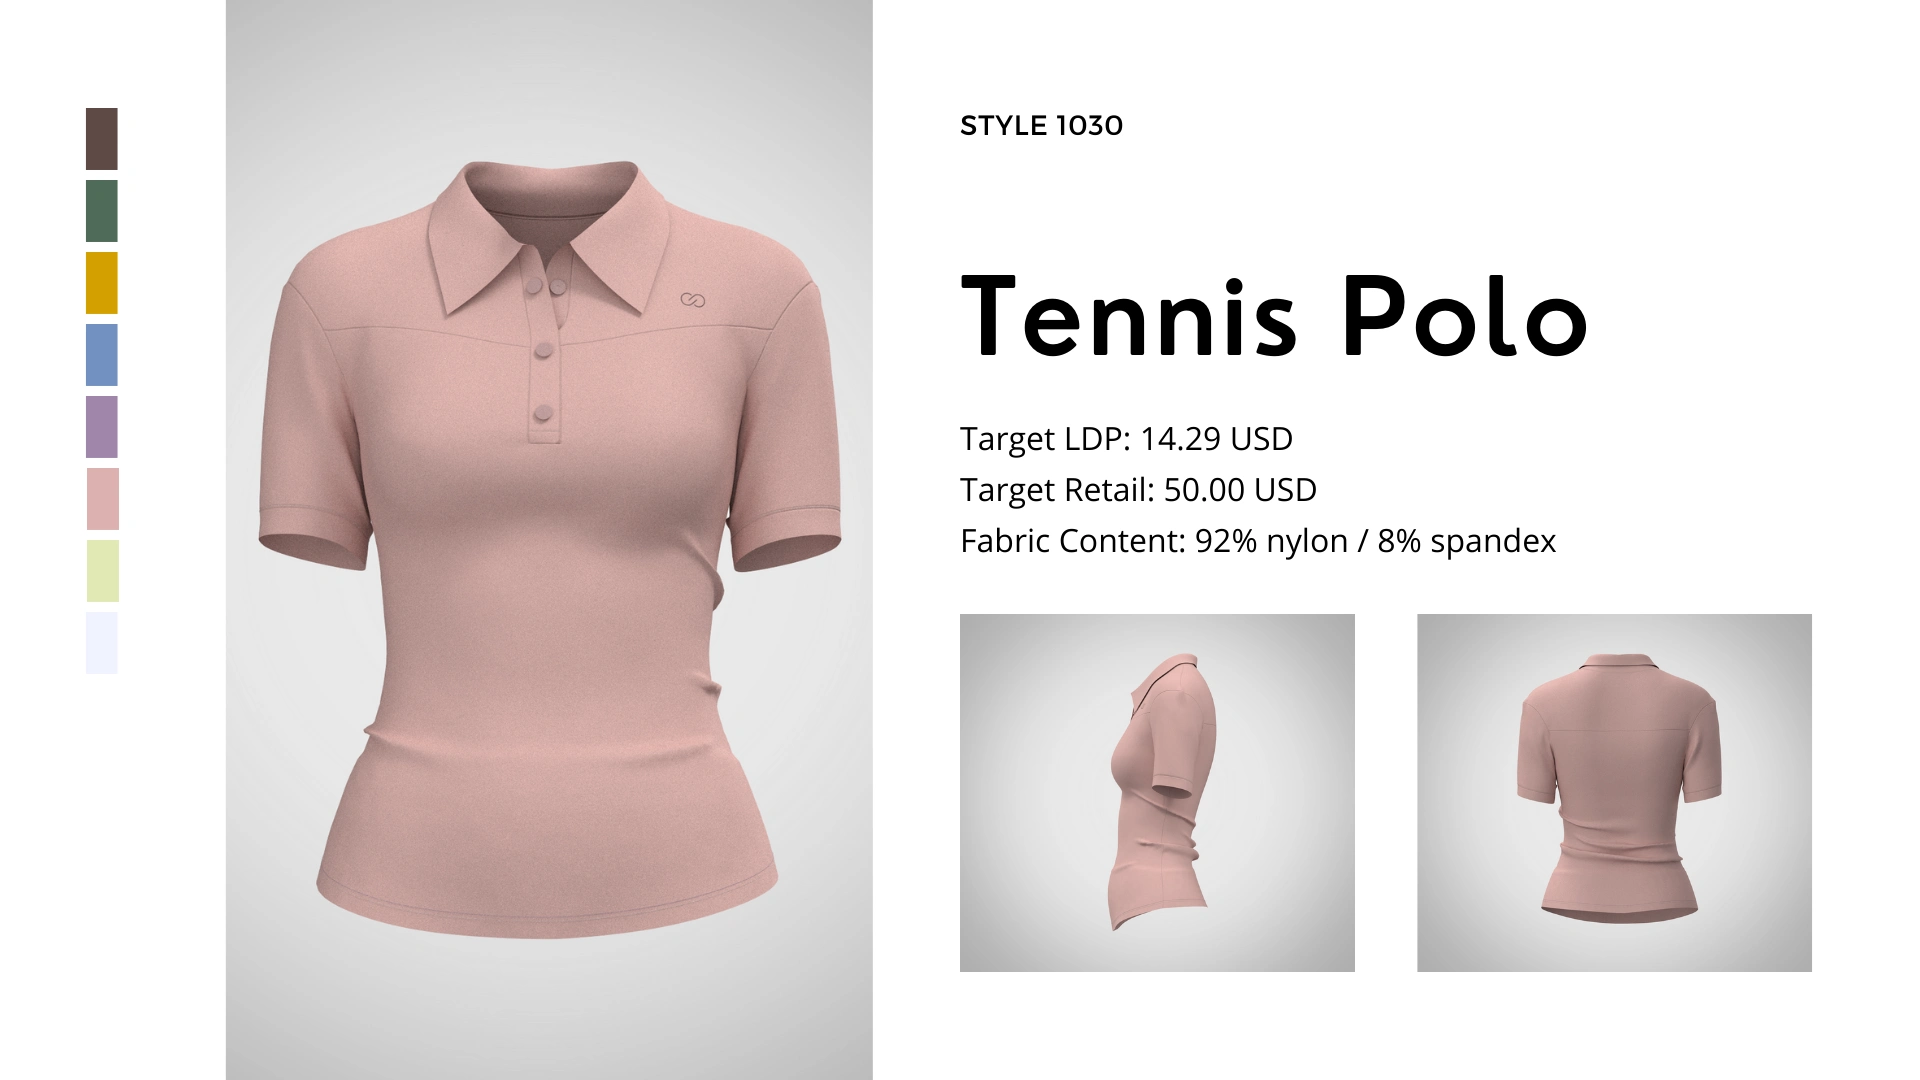 STYLE 1030
Tennis Polo
Target LDP: 14.29 USD
Target Retail: 50.00 USD
Fabric Content: 92% nylon / 8% spandex